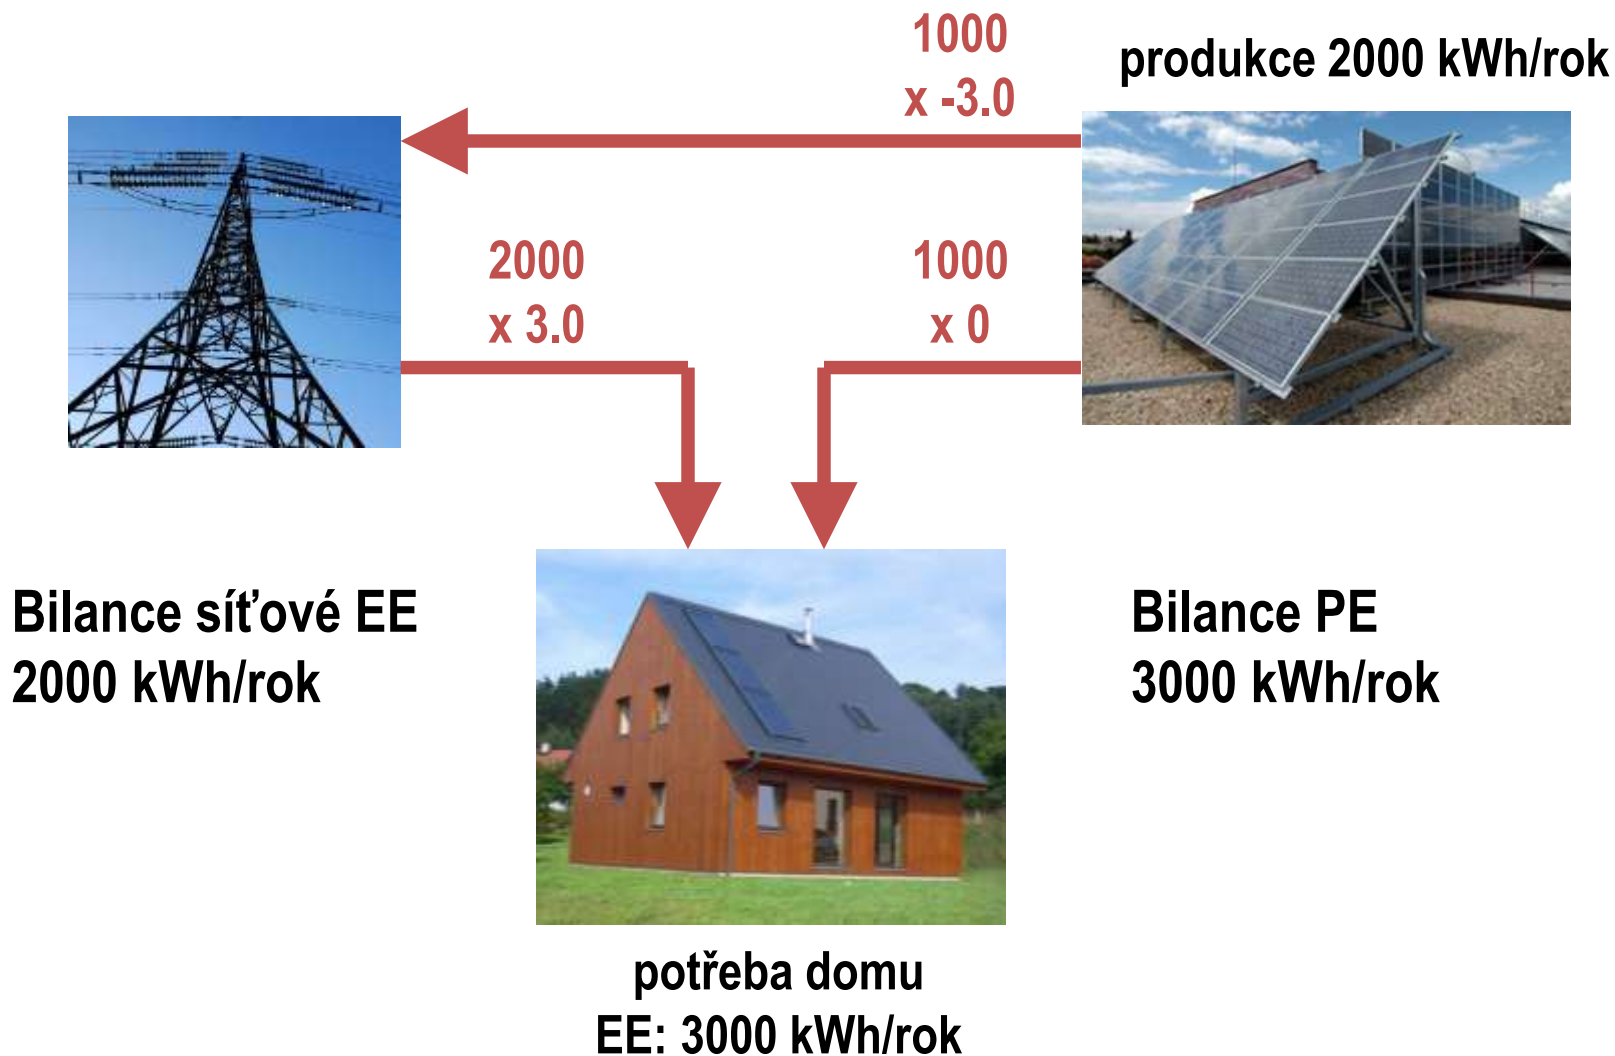 1000
x -3.0
produkce 2000 kWh/rok
2000
x 3.0
1000
x 0
Bilance síťové EE
2000 kWh/rok
Bilance PE
3000 kWh/rok
potřeba domu
EE: 3000 kWh/rok